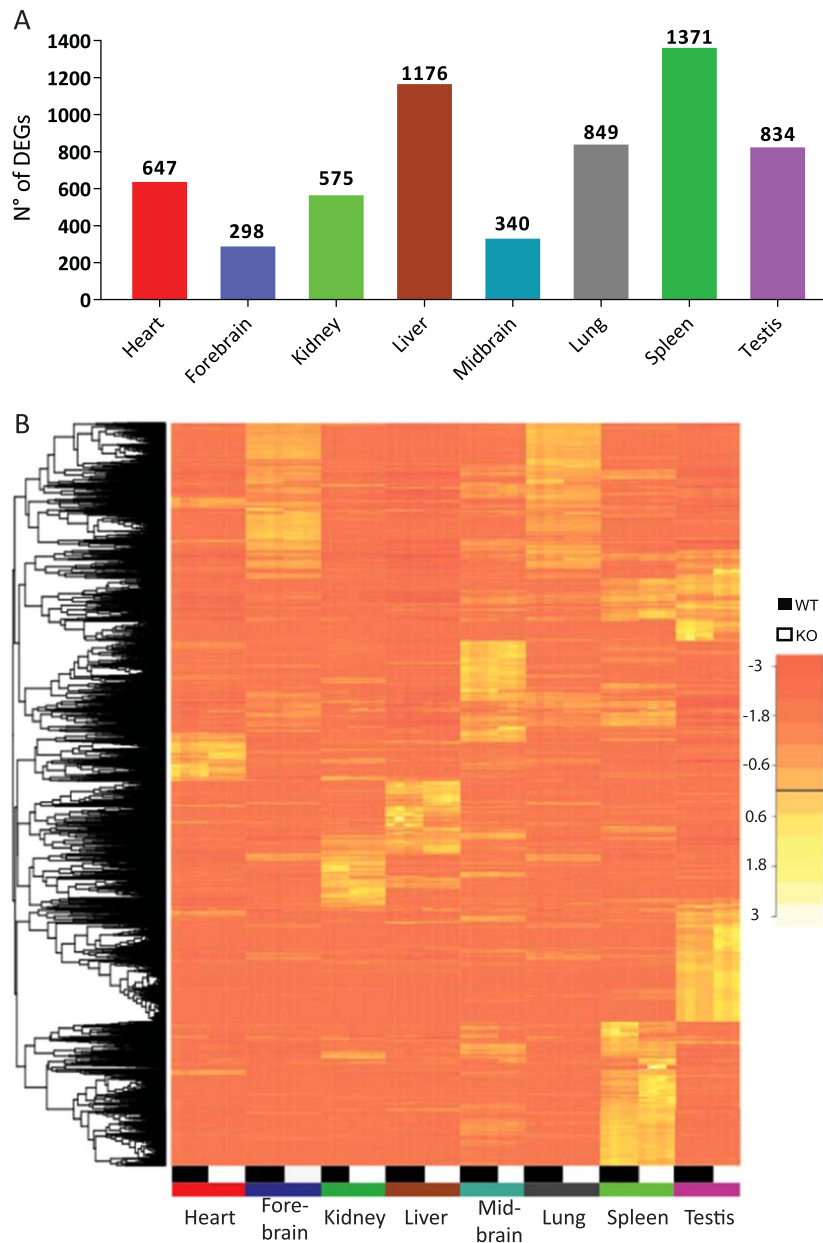 A
N° of DEGs
1400
1200
1000
800
600
400
200
0
647
298
575
1176
340
849
1371
834
Heart
Forebrain
Kidney
Liver
Midbrain
Lung
Spleen
Testis
B
WT
KO
-3
-1.8
-0.6
0.6
1.8
3
Heart
Fore-
brain
Kidney
Liver
Mid-
brain
Lung
Spleen
Testis